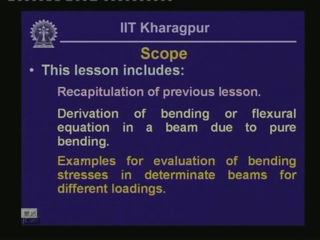 IIT Kharagpur
Scope
• This lesson includes:
Recapitulation of previous lesson.
Derivation of bending or flexural
equation in a beam due to pure
bending.
Examples for evaluation of bending
stresses in determinate beams for
different loadings.